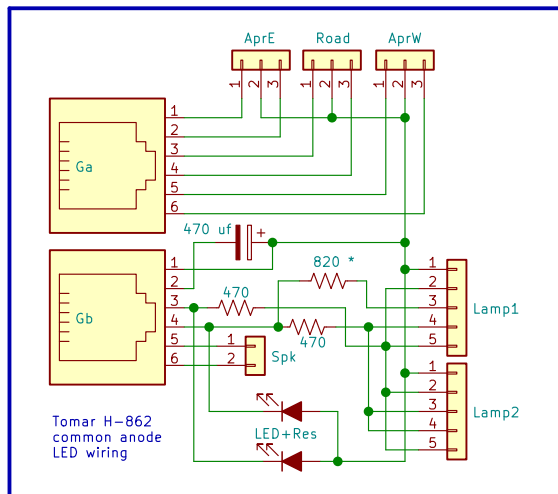 AprE Road AprW
1 2 3 1 2 3 1 2 3
1
2
3
Ga
4
5
6
470 uf +
1
820 *
1
2
2
470
3
Gb
3
Lamp1
4
470
4
5
1
5
6
2
Spk
1
2
Lamp2
3
Tomar H-862
common anode
LED wiring
LED+Res
4
5